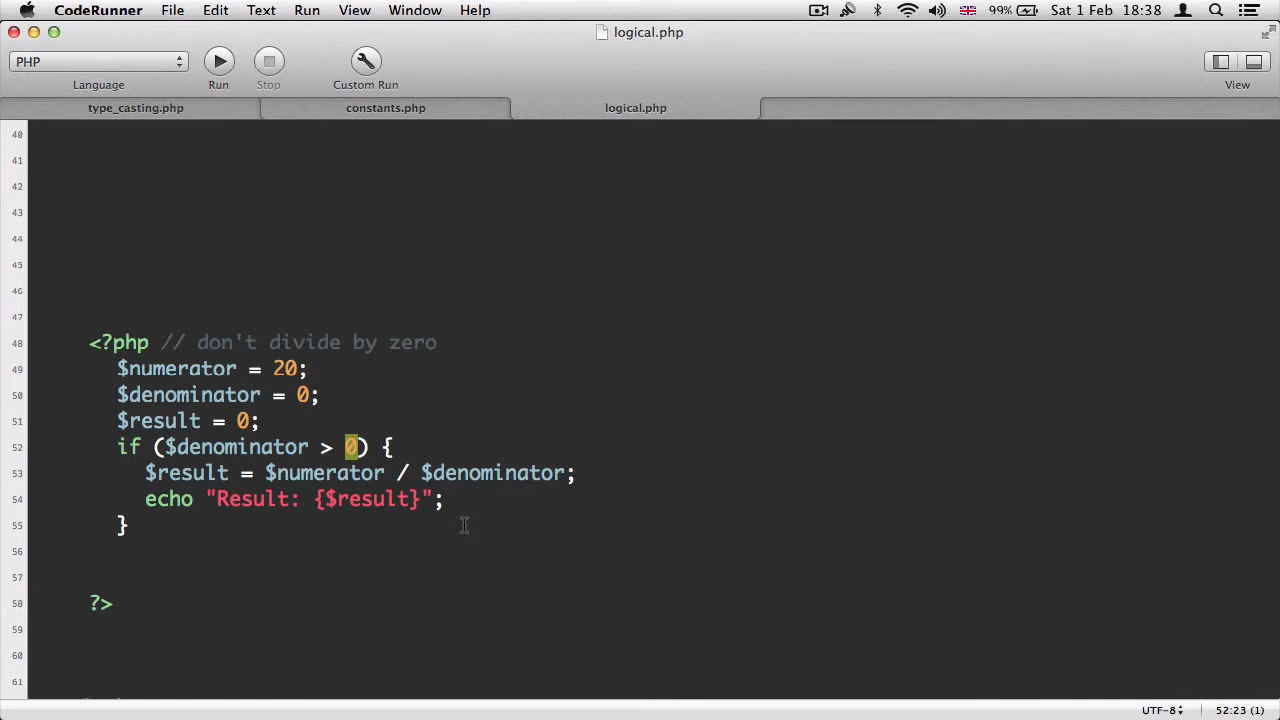 CodeRunner File Edit Text Run View Window Help 99% Sat 1 Feb 18:38
logical.php
PHP
Language Run Stop Custom Run View
type_casting.php constants.php logical.php
40
41
42
43
44
45
46
47
48 <?php // don't divide by zero
49 $numerator = 20;
50 $denominator = 0;
51 $result = 0;
52 if ($denominator > 0) {
53 $result = $numerator / $denominator;
54 echo "Result: {$result}";
55 }
56
57
58 ?>
59
60
61
UTF-8 52:23 (1)